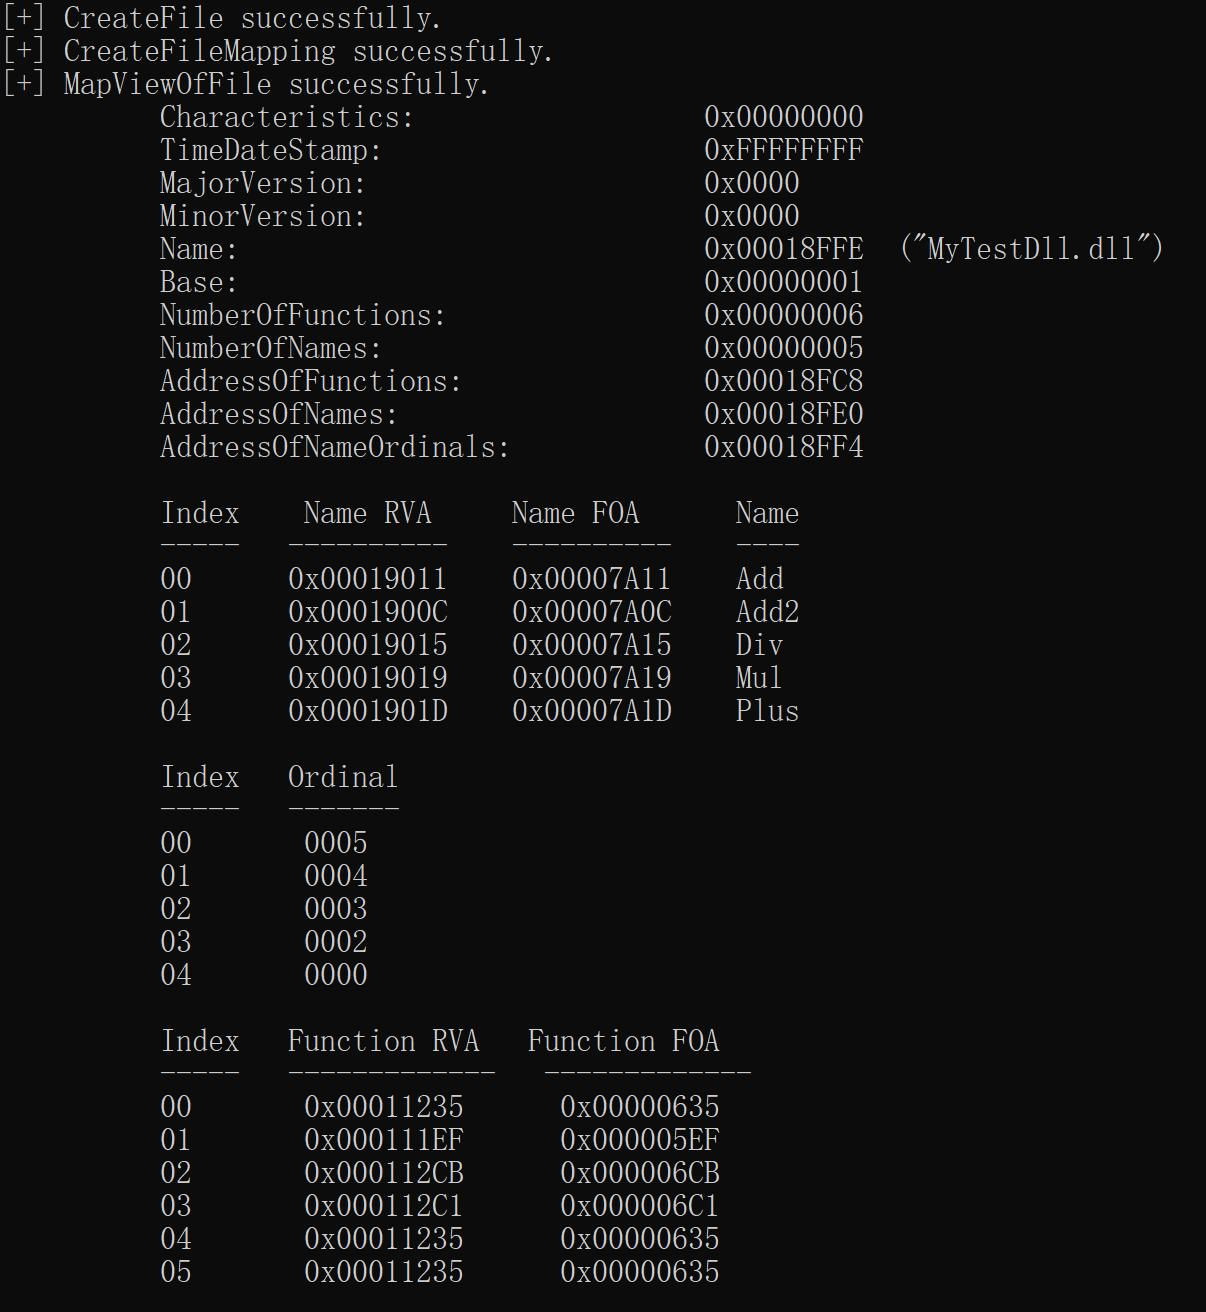 [+] CreateFile successfully.
[+] CreateFileMapping successfully.
[+] MapViewOfFile successfully.
Characteristics: 0x00000000
TimeDateStamp: 0xFFFFFFFF
MajorVersion: 0x0000
MinorVersion: 0x0000
Name: 0x00018FFE ("MyTestDll.dll")
Base: 0x00000001
NumberOfFunctions: 0x00000006
NumberOfNames: 0x00000005
AddressOfFunctions: 0x00018FC8
AddressOfNames: 0x00018FE0
AddressOfNameOrdinals: 0x00018FF4
Index Name RVA Name FOA Name
----- ---------- ---------- ----
00 0x00019011 0x00007A11 Add
01 0x0001900C 0x00007A0C Add2
02 0x00019015 0x00007A15 Div
03 0x00019019 0x00007A19 Mul
04 0x0001901D 0x00007A1D Plus
Index Ordinal
----- -------
00 0005
01 0004
02 0003
03 0002
04 0000
Index Function RVA Function FOA
----- ------------- -------------
00 0x00011235 0x00000635
01 0x000111EF 0x000005EF
02 0x000112CB 0x000006CB
03 0x000112C1 0x000006C1
04 0x00011235 0x00000635
05 0x00011235 0x00000635